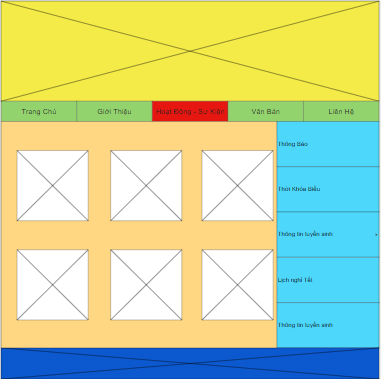 Trang Chủ
Giới Thiệu
Hoạt Động - Sự Kiện
Văn Bản
Liên Hệ
Thông Báo
Thời Khóa Biểu
Thông tin tuyển sinh
Lịch nghỉ Tết
Thông tin tuyển sinh